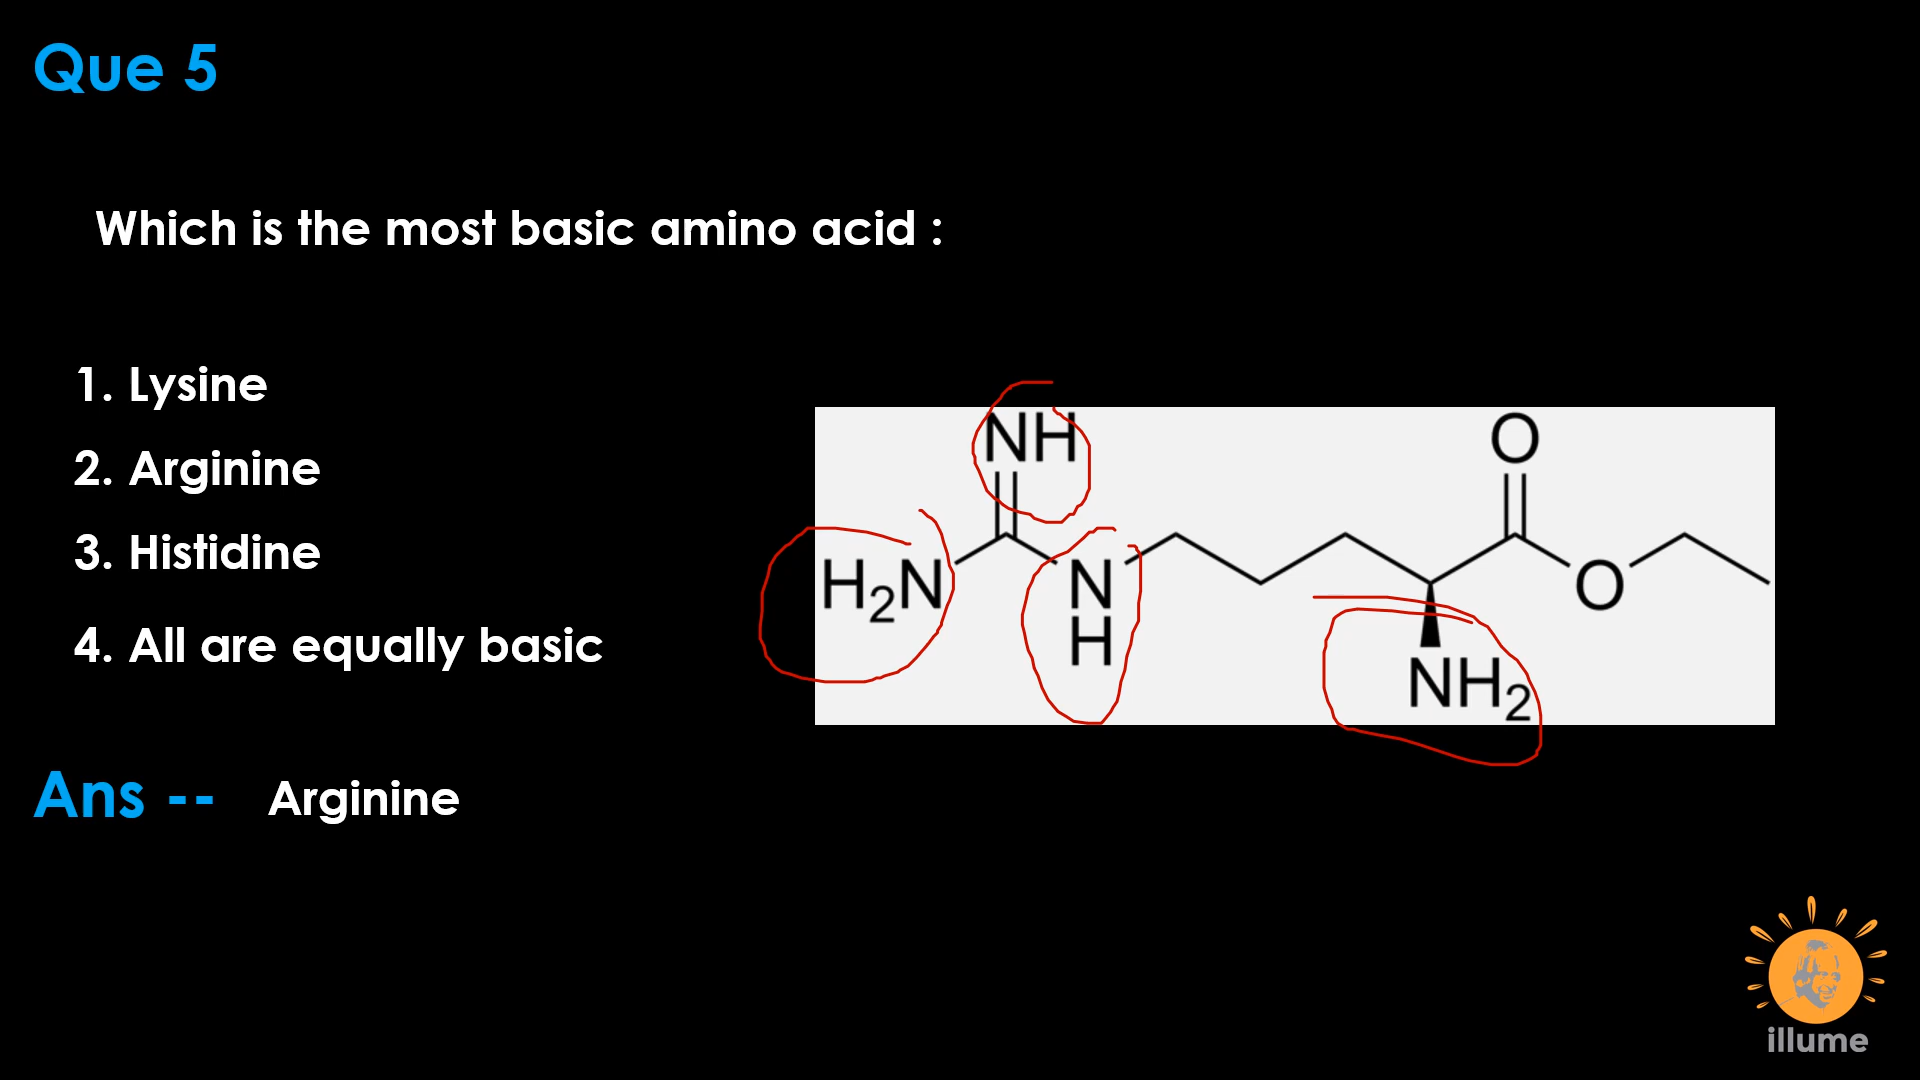 Que 5
Which is the most basic amino acid :
1. Lysine
2. Arginine
3. Histidine
4. All are equally basic
NH
O
H₂N
N
H
O
NH₂
Ans -- Arginine
illume